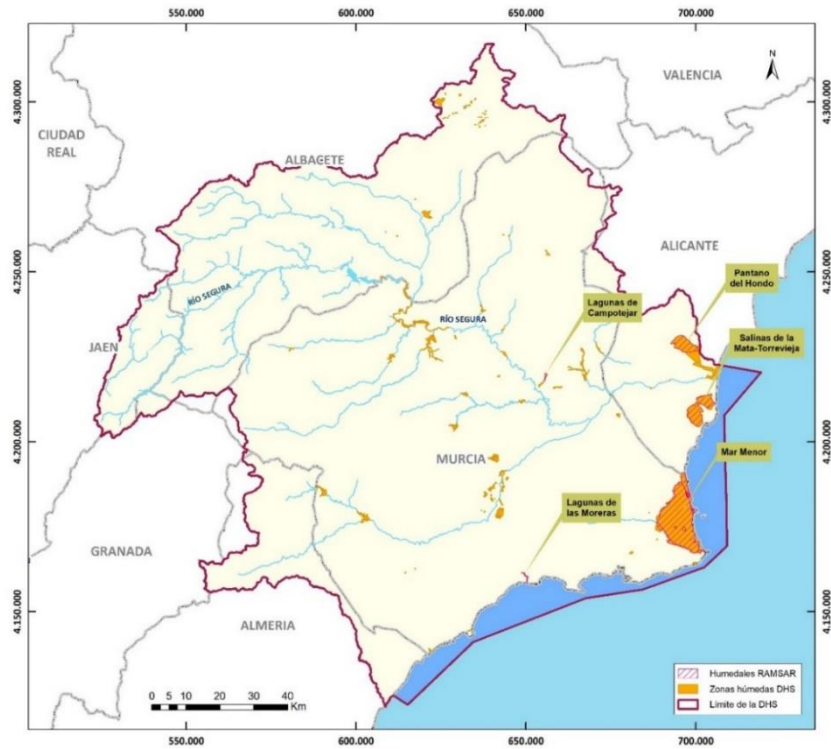 550.000
600.000
650.000
700.000
N
VALENCIA
4.300.000
4.300.000
CIUDAD
REAL
ALBACETE
ALICANTE
4.250.000
4.250.000
Pantano
del Hondo
Lagunas de
Campotejar
RÍO SEGURA
RÍO SEGURA
Salinas de la
Mata-Torrevieja
JAEN
4.200.000
4.200.000
MURCIA
Mar Menor
Lagunas de
las Moreras
GRANADA
4.150.000
4.150.000
ALMERIA
Humedales RAMSAR
Zonas húmedas DHS
Límite de la DHS
0 5 10 20 30 40
Km
550.000
600.000
650.000
700.000